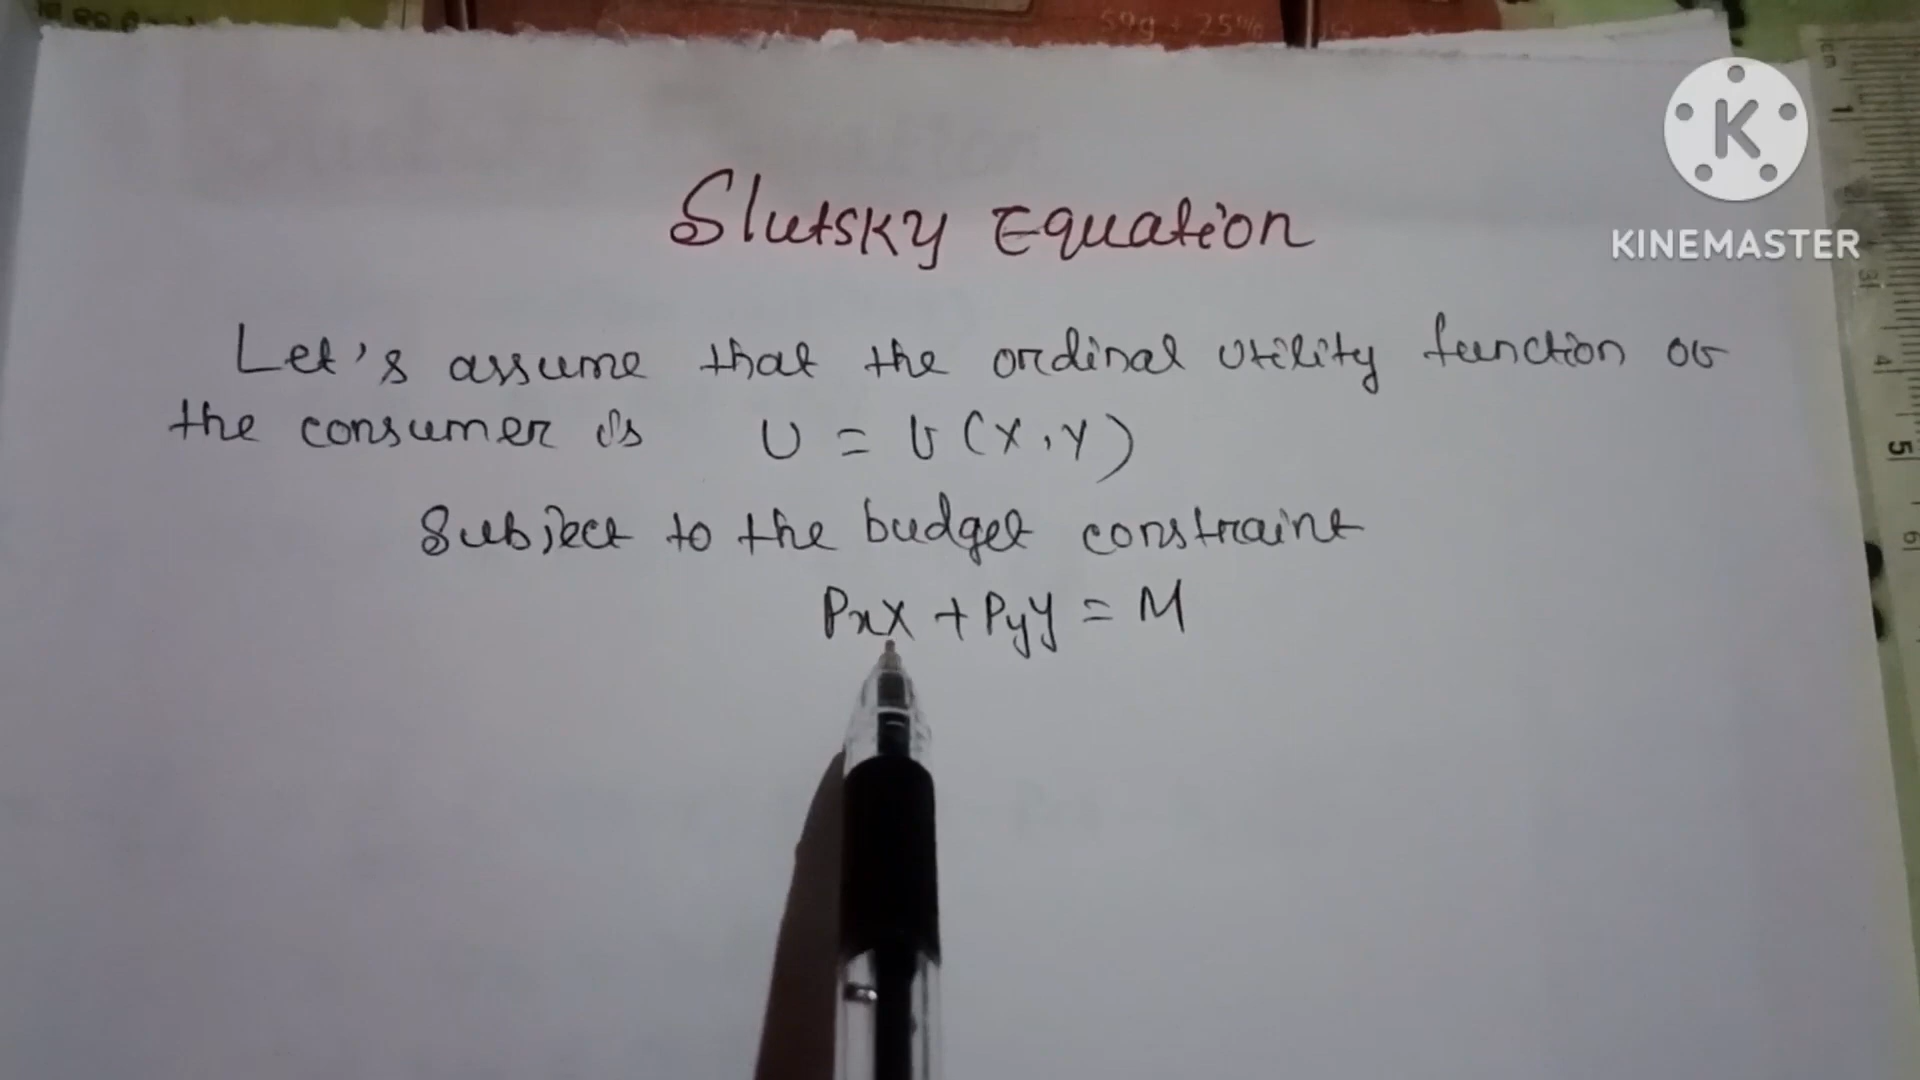 Slutsky Equation
KINEMASTER
Let's assume that the ordinal utility function of
the consumer is U = f(X,Y)
Subject to the budget constraint
PxX + PyY = M